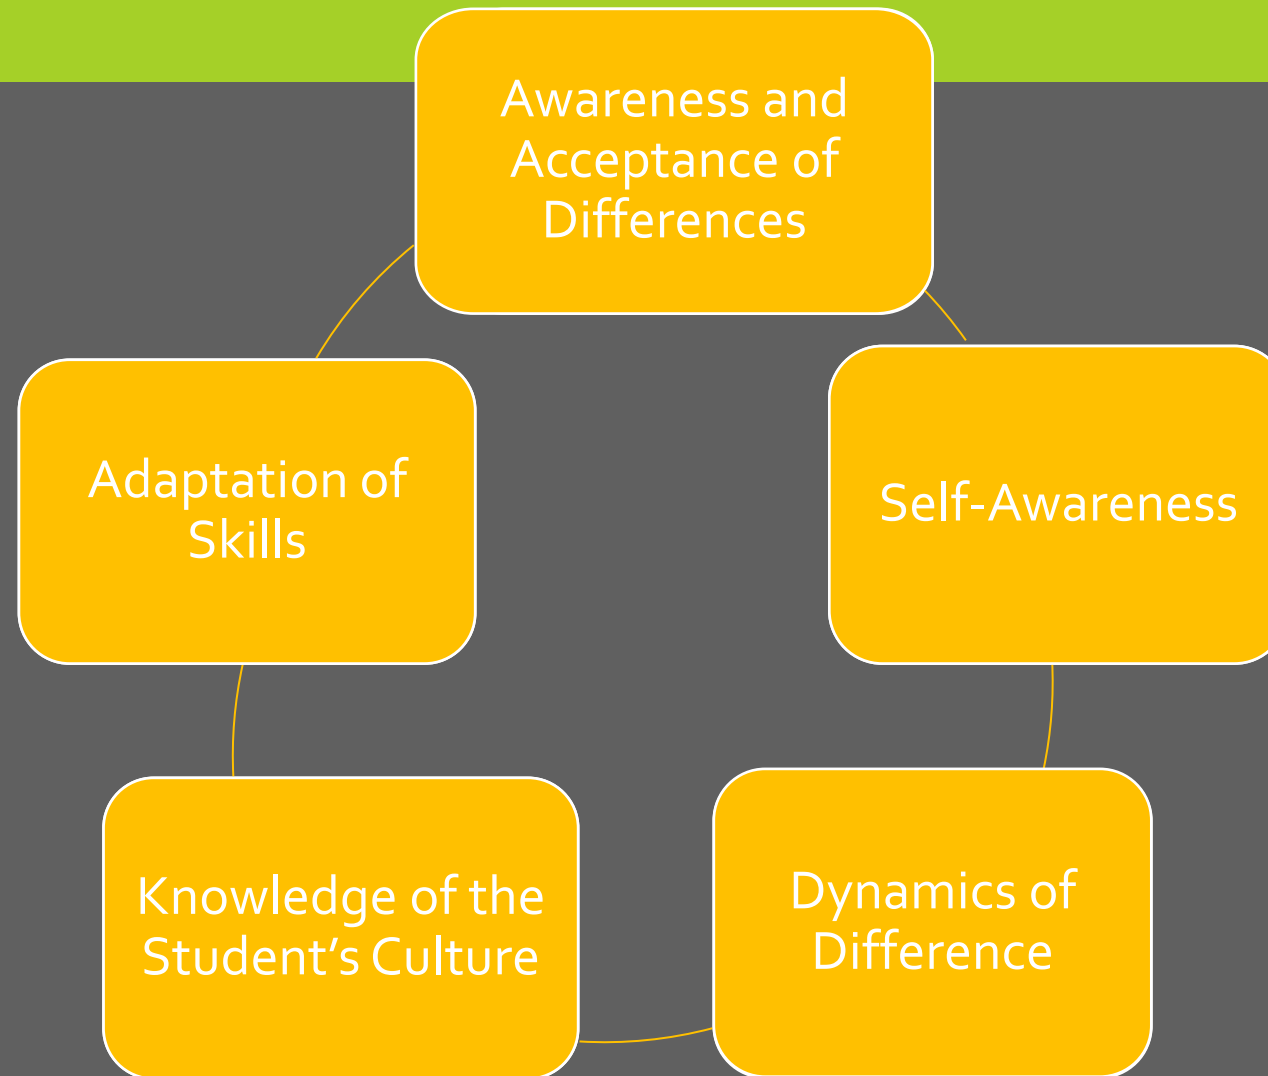 Awareness and
Acceptance of
Differences
Self-Awareness
Dynamics of
Difference
Knowledge of the
Student’s Culture
Adaptation of
Skills